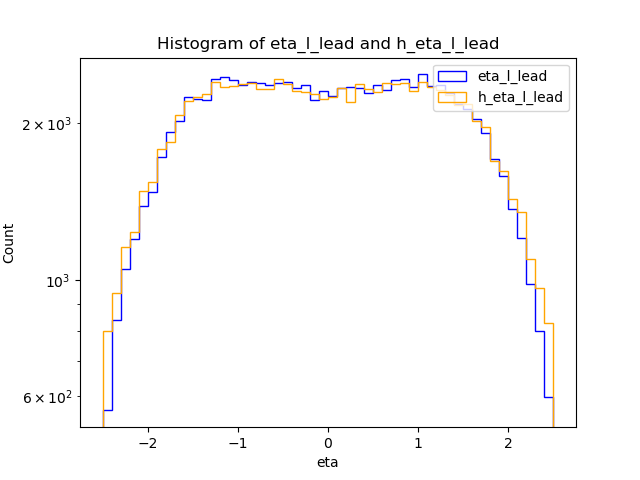 Histogram of eta_l_lead and h_eta_l_lead
eta_l_lead
h_eta_l_lead
Count
2 × 10³
10³
6 × 10²
−2
−1
0
1
2
eta